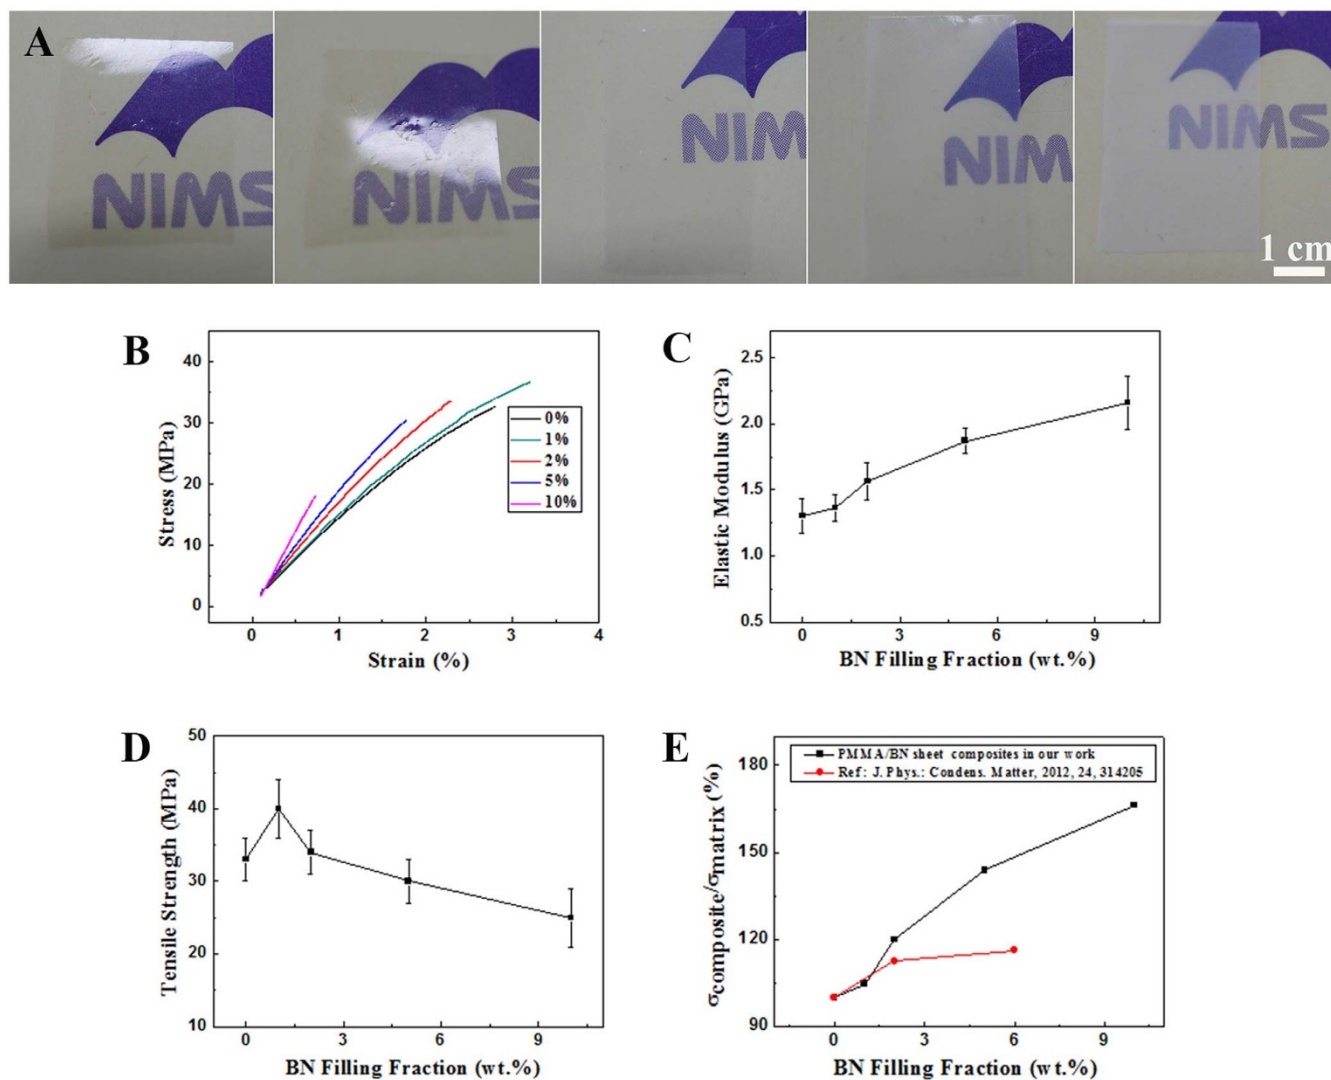 A
NIMS
NIMS
NIM
NIM
NIMS
1 cm
B
Stress (MPa)
40
30
20
10
0
0%
1%
2%
5%
10%
0 1 2 3 4
Strain (%)
C
Elastic Modulus (GPa)
2.5
2.0
1.5
1.0
0.5
0 3 6 9
BN Filling Fraction (wt.%)
D
Tensile Strength (MPa)
50
40
30
20
10
0 3 6 9
BN Filling Fraction (wt.%)
E
σcomposite/σmatrix (%)
180
150
120
90
PMMA/BN sheet composites in our work
Ref: J. Phys.: Condens. Matter, 2012, 24, 314205
0 3 6 9
BN Filling Fraction (wt.%)